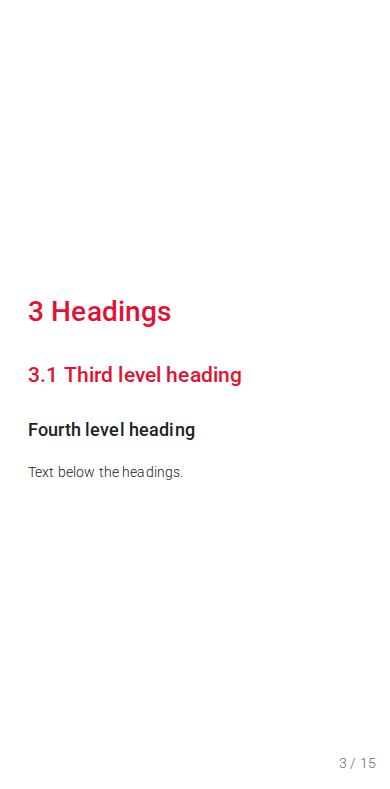 3 Headings
3.1 Third level heading
Fourth level heading
Text below the headings.
3 / 15